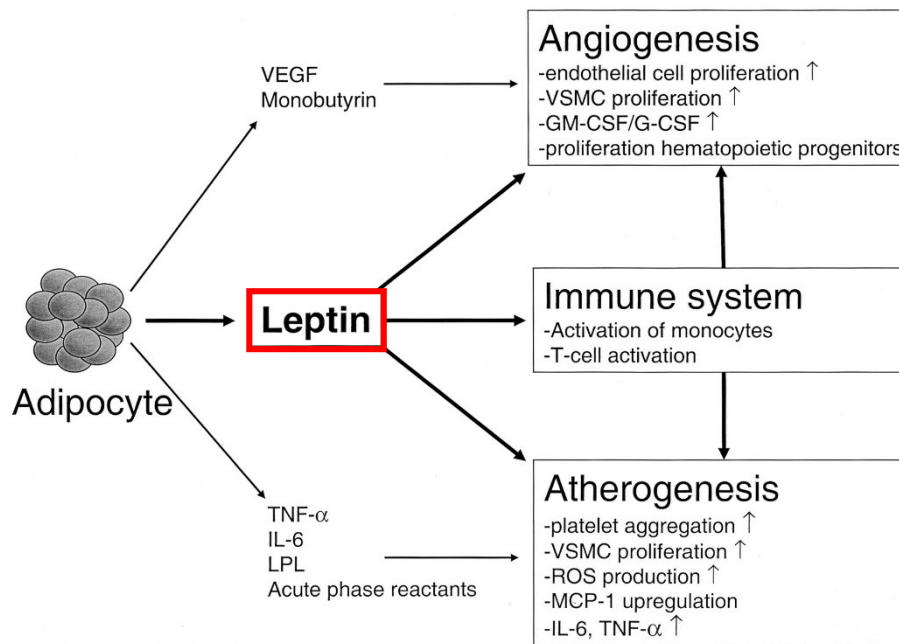 VEGF
Monobutyrin
Angiogenesis
-endothelial cell proliferation ↑
-VSMC proliferation ↑
-GM-CSF/G-CSF ↑
-proliferation hematopoietic progenitors
Adipocyte
Leptin
Immune system
-Activation of monocytes
-T-cell activation
TNF-α
IL-6
LPL
Acute phase reactants
Atherogenesis
-platelet aggregation ↑
-VSMC proliferation ↑
-ROS production ↑
-MCP-1 upregulation
-IL-6, TNF-α ↑